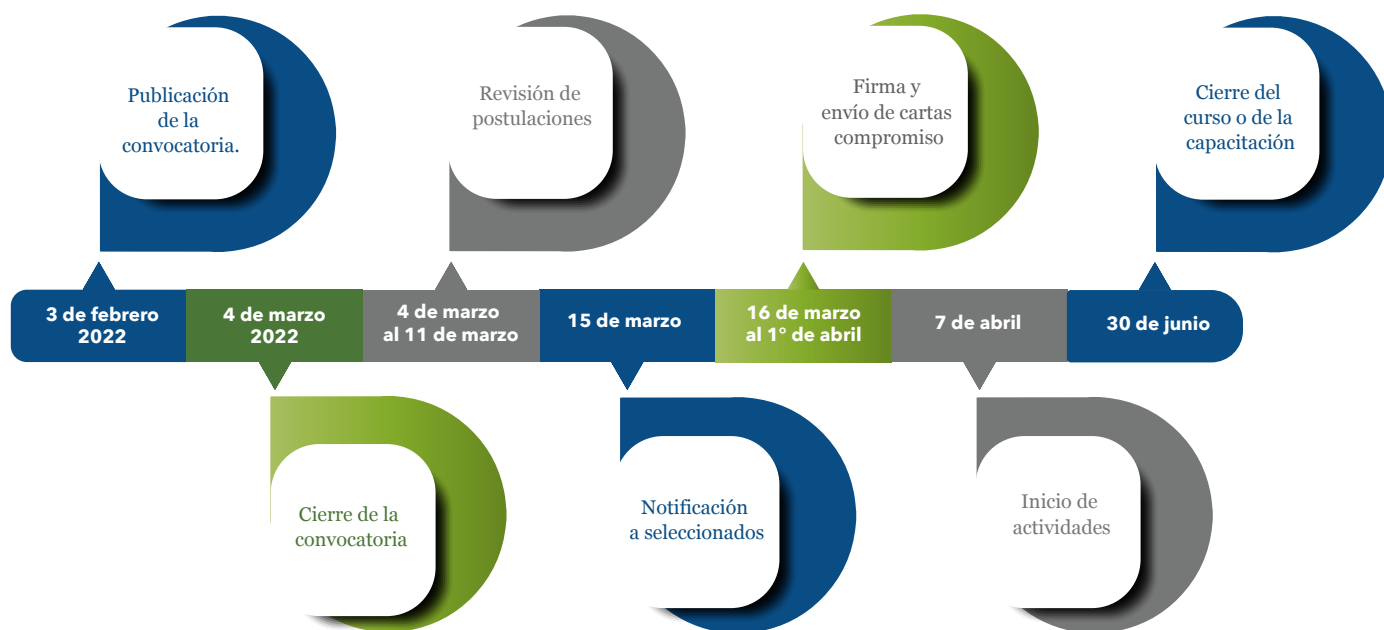 Publicación
de la
convocatoria.
Revisión de
postulaciones
Firma y
envío de cartas
compromiso
Cierre del
curso o de la
capacitación
3 de febrero
2022
4 de marzo
2022
4 de marzo
al 11 de marzo
15 de marzo
16 de marzo
al 1° de abril
7 de abril
30 de junio
Cierre de la
convocatoria
Notificación
a seleccionados
Inicio de
actividades